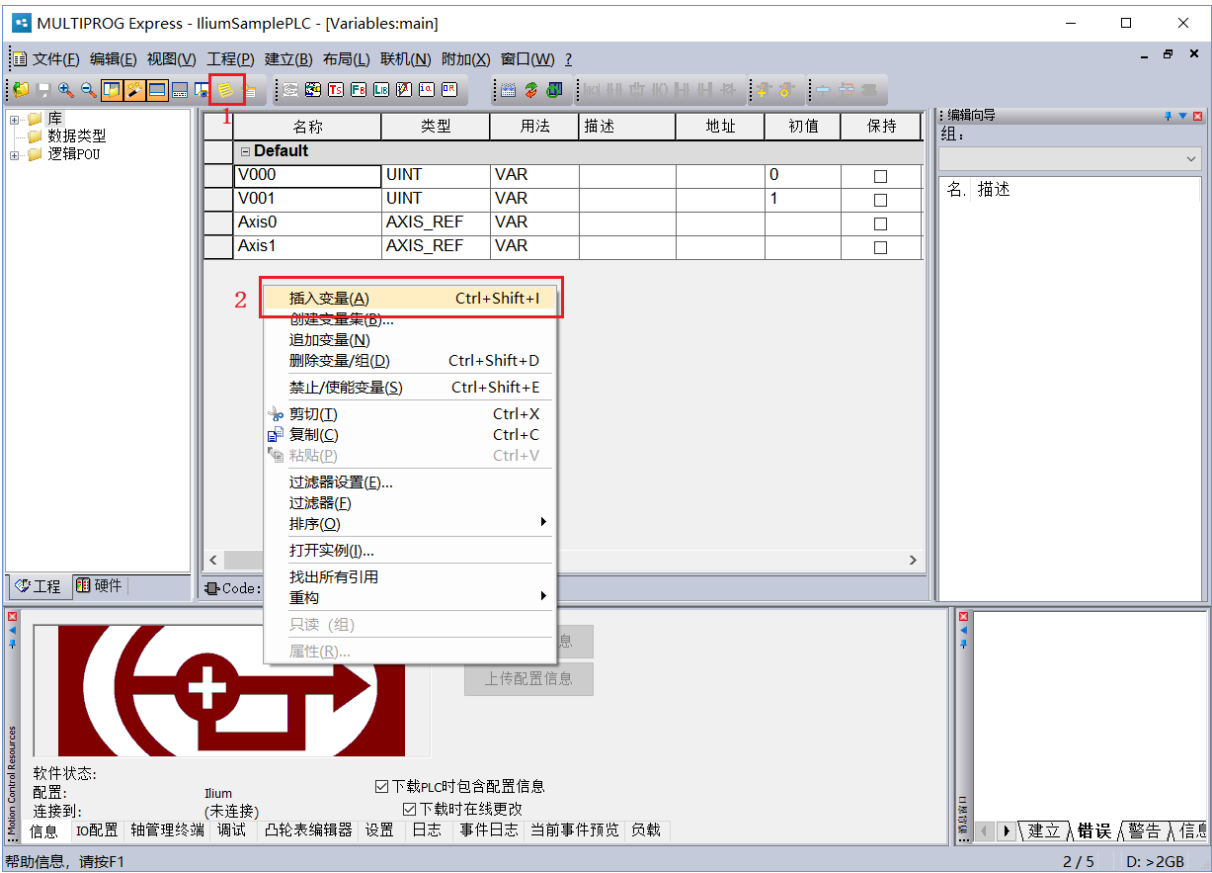 MULTIPROG Express - IliumSamplePLC - [Variables:main]
文件(F) 编辑(E) 视图(V) 工程(P) 建立(B) 布局(L) 联机(N) 附加(X) 窗口(W) ?
1
库
数据类型
逻辑POU
名称 类型 用法 描述 地址 初值 保持
Default
V000 UINT VAR 0
V001 UINT VAR 1
Axis0 AXIS_REF VAR
Axis1 AXIS_REF VAR
2
插入变量(A) Ctrl+Shift+I
创建变量集(B)...
追加变量(N)
删除变量/组(D) Ctrl+Shift+D
禁止/使能变量(S) Ctrl+Shift+E
剪切(T) Ctrl+X
复制(C) Ctrl+C
粘贴(P) Ctrl+V
过滤器设置(E)...
过滤器(F)
排序(O)
打开实例(I)...
找出所有引用
重构
只读 (组)
属性(R)...
编辑向导
组:
名. 描述
工程 硬件
Code:
息
上传配置信息
Motion Control Resources
软件状态:
配置: Ilium
连接到: (未连接)
下载PLC时包含配置信息
下载时在线更改
信息 IO配置 轴管理终端 调试 凸轮表编辑器 设置 日志 事件日志 当前事件预览 负载
建立 错误 警告 信息
帮助信息, 请按F1
2 / 5 D: >2GB